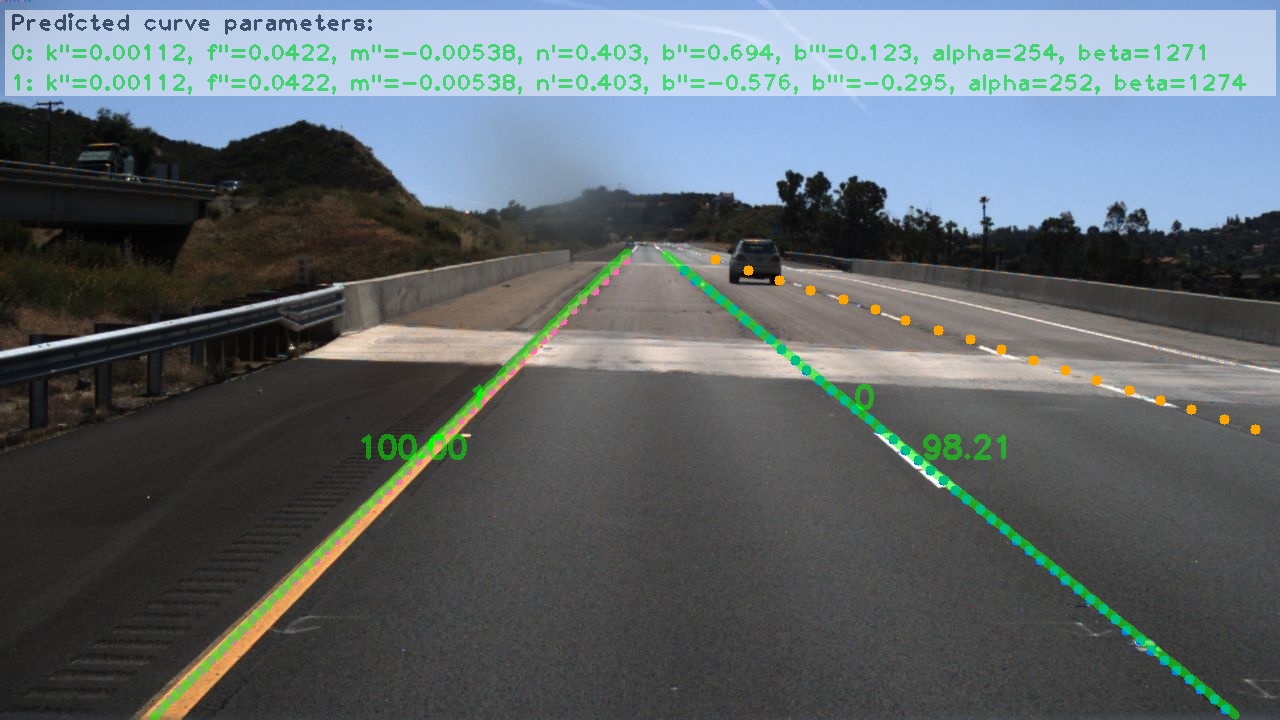 Predicted curve parameters:
0: k''=0.00112, f''=0.0422, m''=-0.00538, n'=0.403, b''=0.694, b'''=0.123, alpha=254, beta=1271
1: k''=0.00112, f''=0.0422, m''=-0.00538, n'=0.403, b''=-0.576, b'''=-0.295, alpha=252, beta=1274
1 0
100.00 98.21